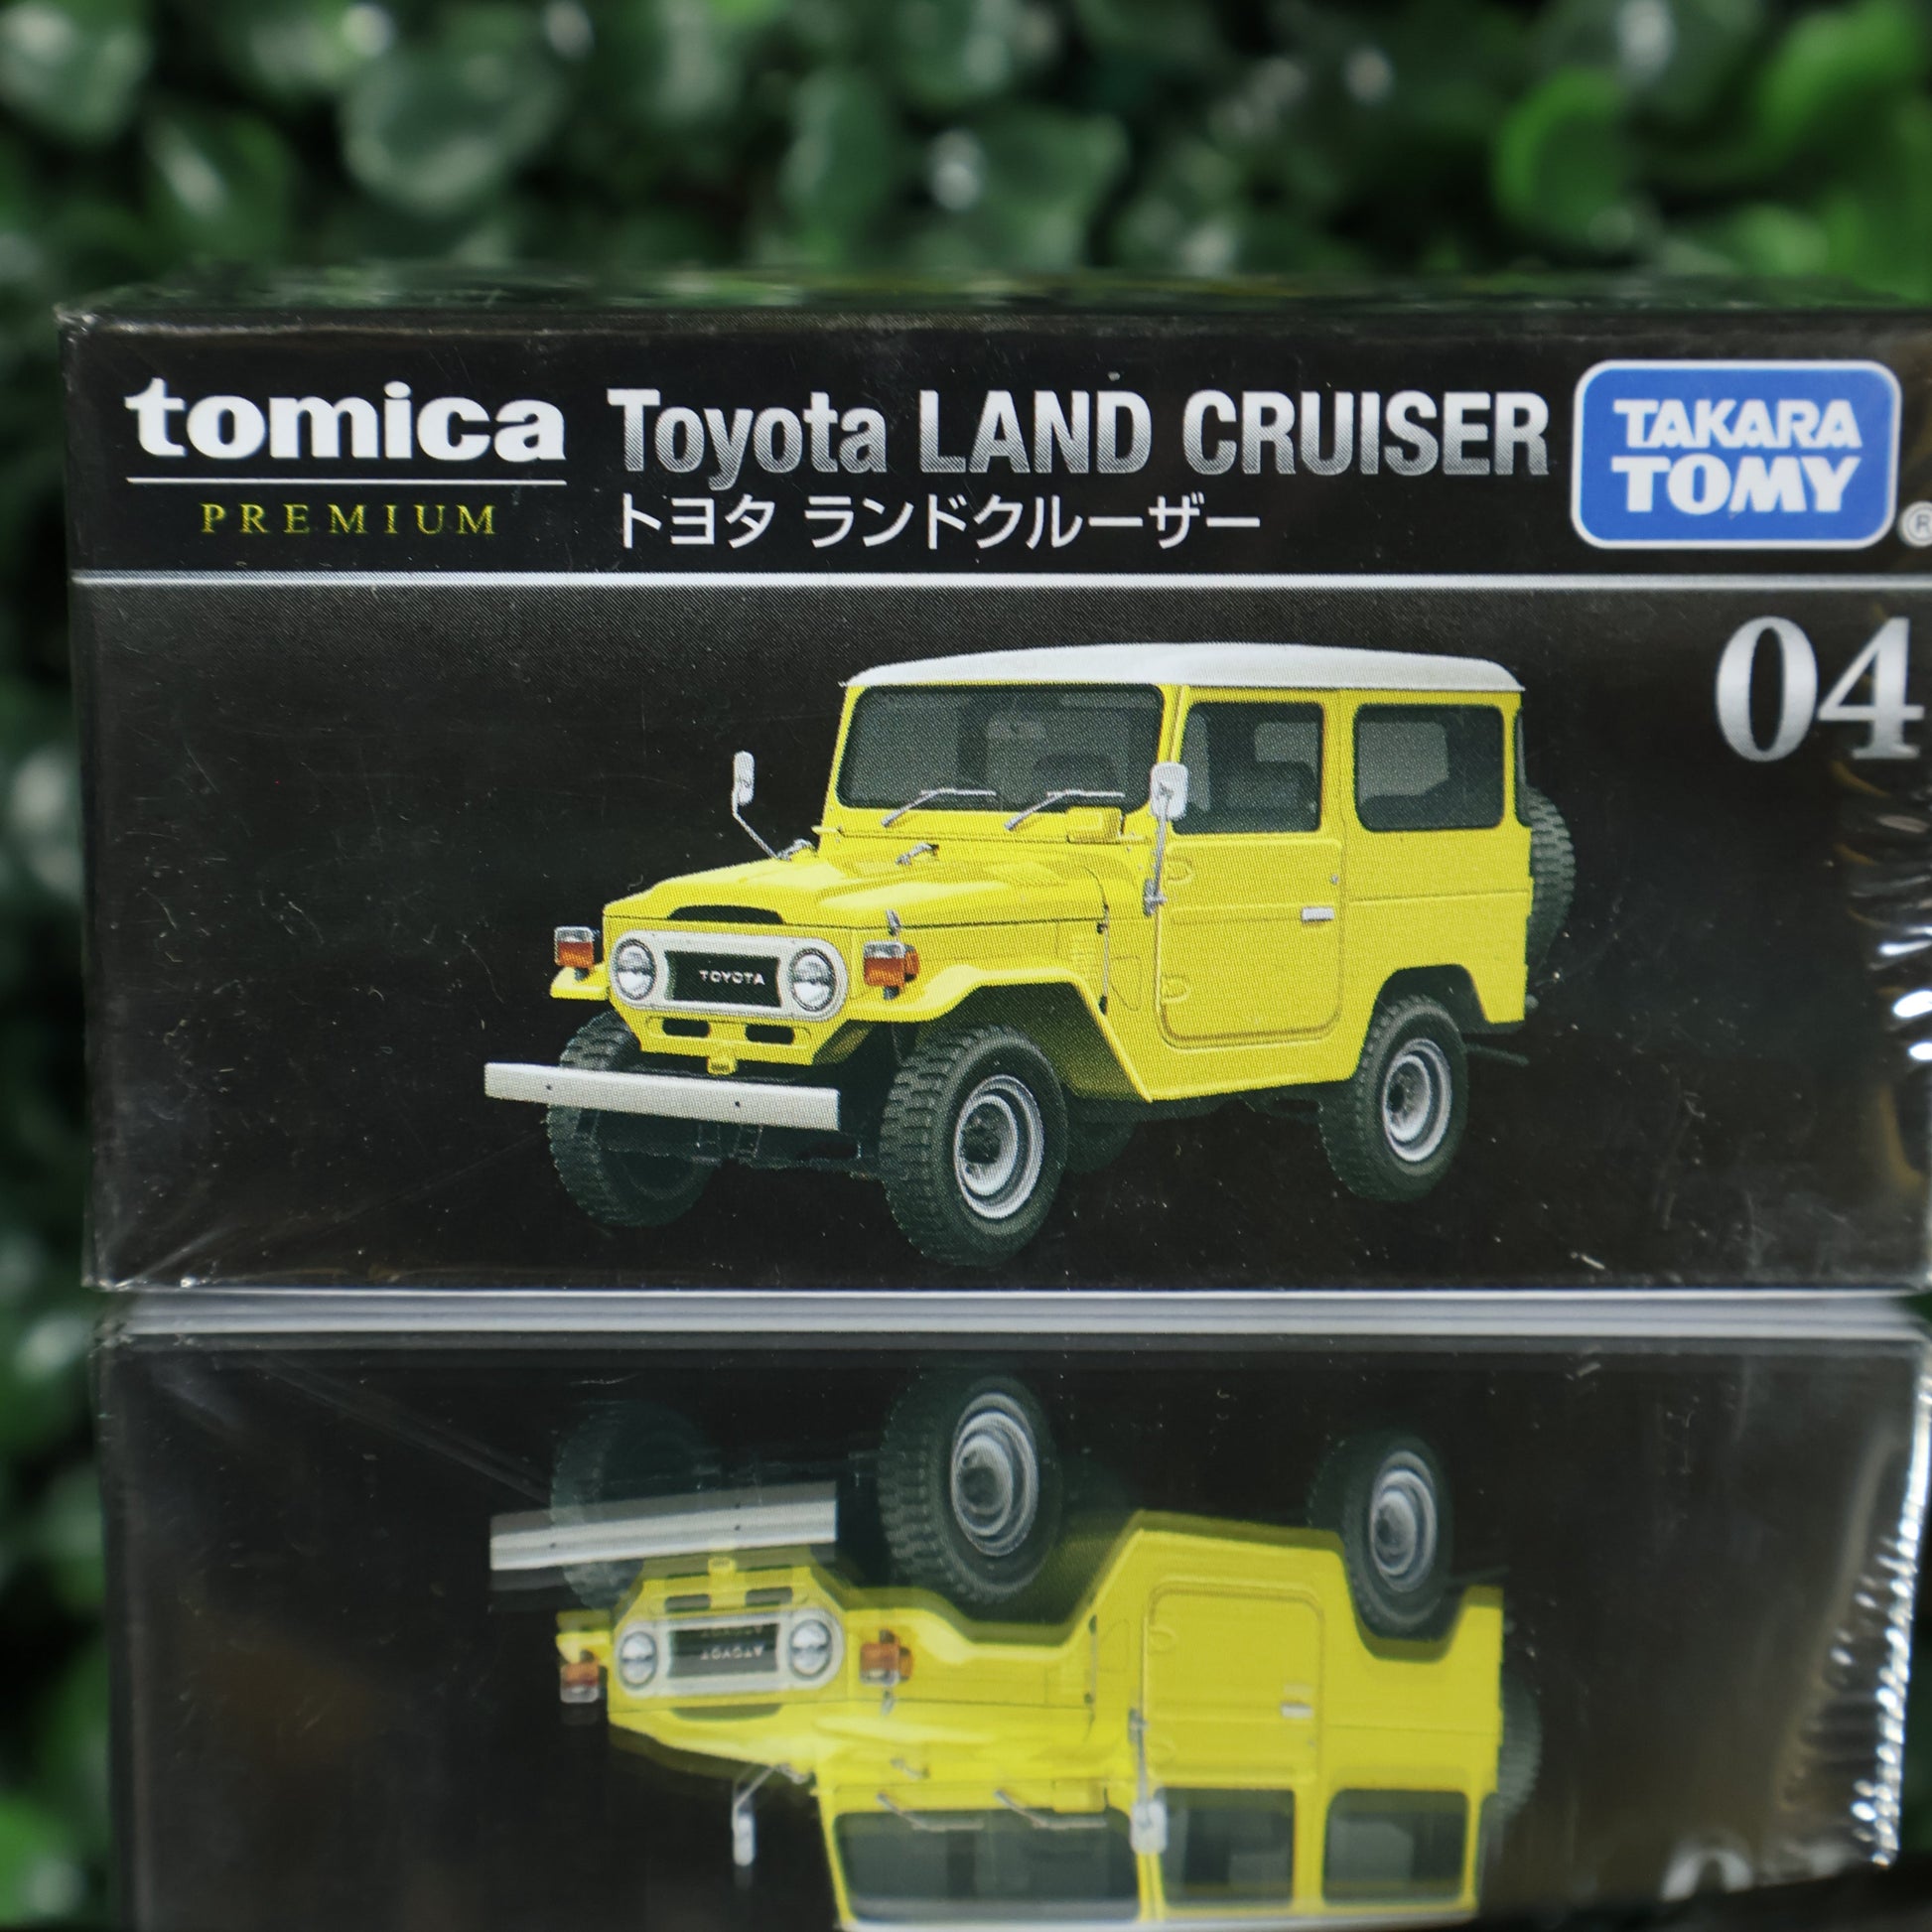 tomica
PREMIUM
Toyota LAND CRUISER
トヨタ ランドクルーザー
TAKARA
TOMY
®
04
TOYOTA
TOYOTA